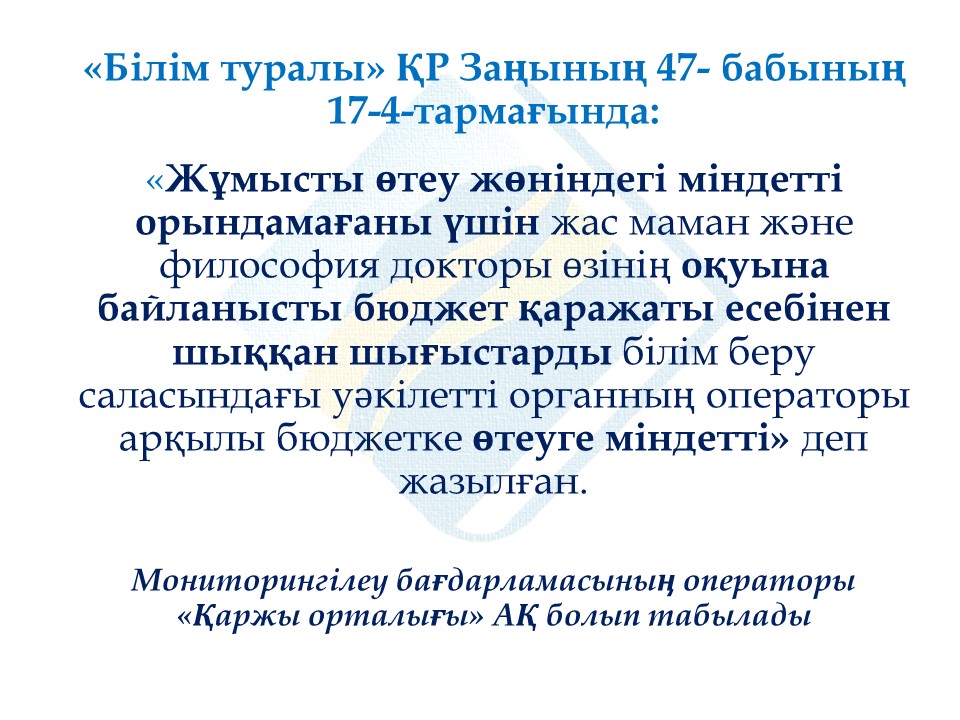 «Білім туралы» ҚР Заңының 47- бабының
17-4-тармағында:
«Жұмысты өтеу жөніндегі міндетті
орындамағаны үшін жас маман және
философия докторы өзінің оқуына
байланысты бюджет қаражаты есебінен
шыққан шығыстарды білім беру
саласындағы уәкілетті органның операторы
арқылы бюджетке өтеуге міндетті» деп
жазылған.
Мониторингілеу бағдарламасының операторы
«Қаржы орталығы» АҚ болып табылады